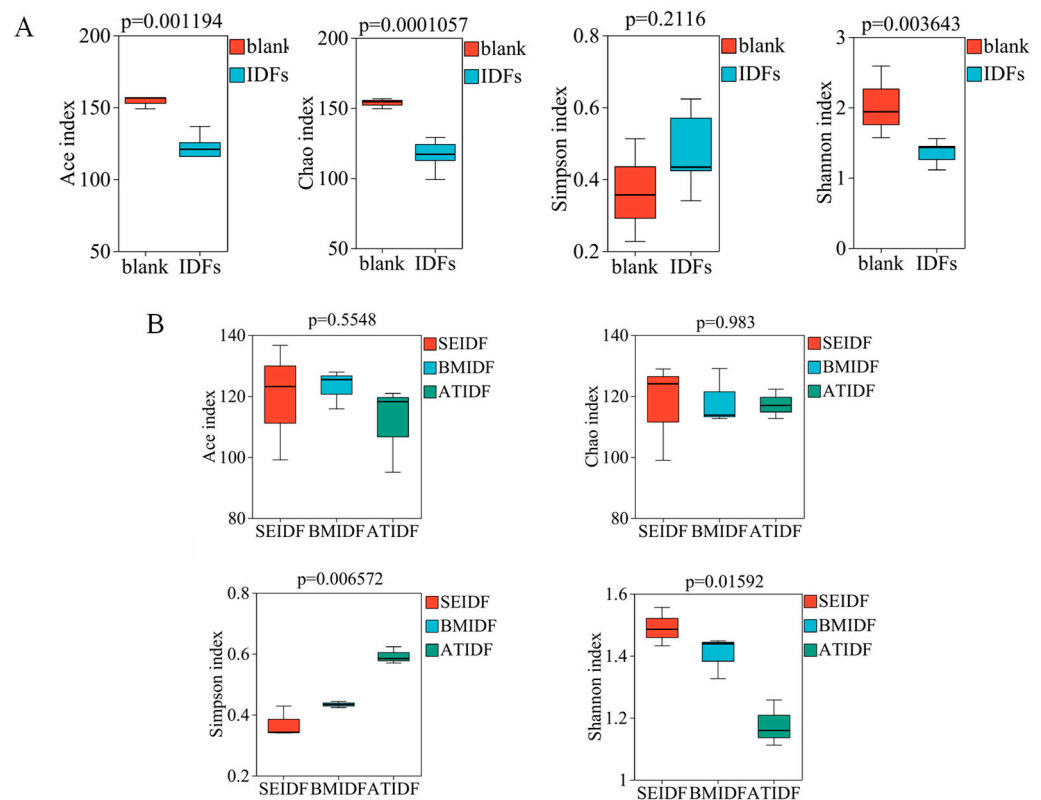 A
p=0.001194
Ace index
200
150
100
50
blank IDFs
blank
IDFs
p=0.0001057
Chao index
200
150
100
50
blank IDFs
blank
IDFs
p=0.2116
Simpson index
0.8
0.6
0.4
0.2
blank IDFs
blank
IDFs
p=0.003643
Shannon index
3
2
1
0
blank IDFs
blank
IDFs
B
p=0.5548
Ace index
140
120
100
80
SEIDF BMIDF ATIDF
SEIDF
BMIDF
ATIDF
p=0.983
Chao index
140
120
100
80
SEIDF BMIDF ATIDF
SEIDF
BMIDF
ATIDF
p=0.006572
Simpson index
0.8
0.6
0.4
0.2
SEIDF BMIDF ATIDF
SEIDF
BMIDF
ATIDF
p=0.01592
Shannon index
1.6
1.4
1.2
1
SEIDF BMIDF ATIDF
SEIDF
BMIDF
ATIDF